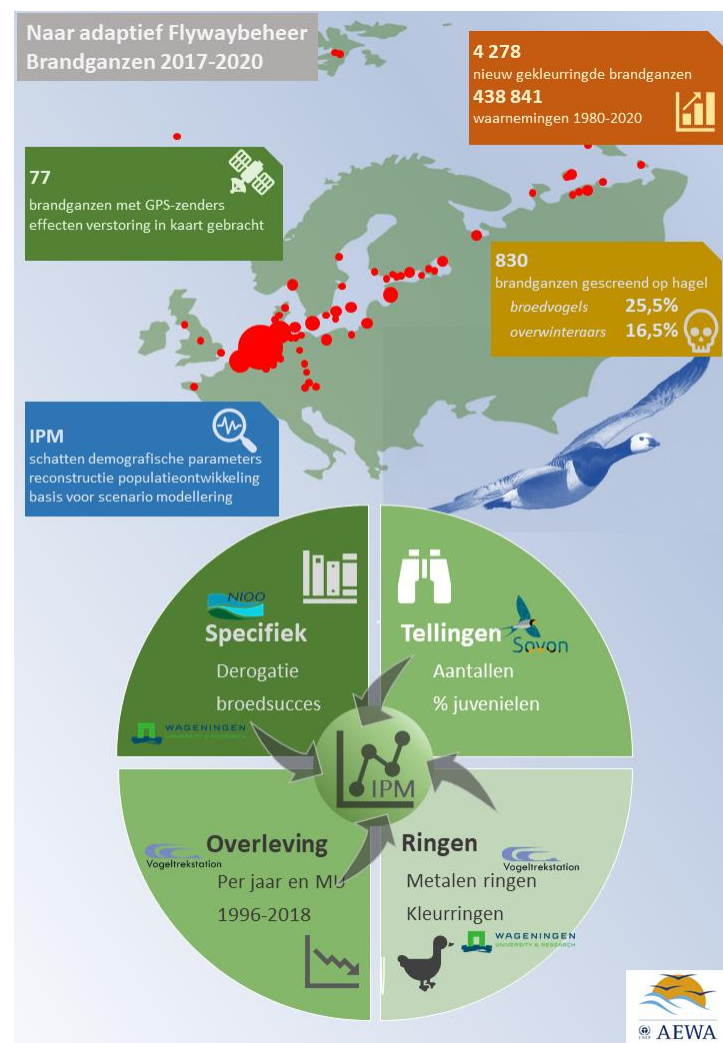 Naar adaptief Flywaybeheer
Brandganzen 2017-2020
4 278
nieuw gekleurringde brandganzen
438 841
waarnemingen 1980-2020
77
brandganzen met GPS-zenders
effecten verstoring in kaart gebracht
830
brandganzen gescreend op hagel
broedvogels 25,5%
overwinteraars 16,5%
IPM
schatten demografische parameters
reconstructie populatieontwikkeling
basis voor scenario modellering
NIOO
Specifiek
Derogatie
broedsucces
WAGENINGEN
UNIVERSITY & RESEARCH
Tellingen
Sovon
Aantallen
% juvenielen
IPM
Overleving
Vogeltrekstation
Per jaar en MU
1996-2018
Ringen
Vogeltrekstation
Metalen ringen
Kleurringen
WAGENINGEN
UNIVERSITY & RESEARCH
AEWA